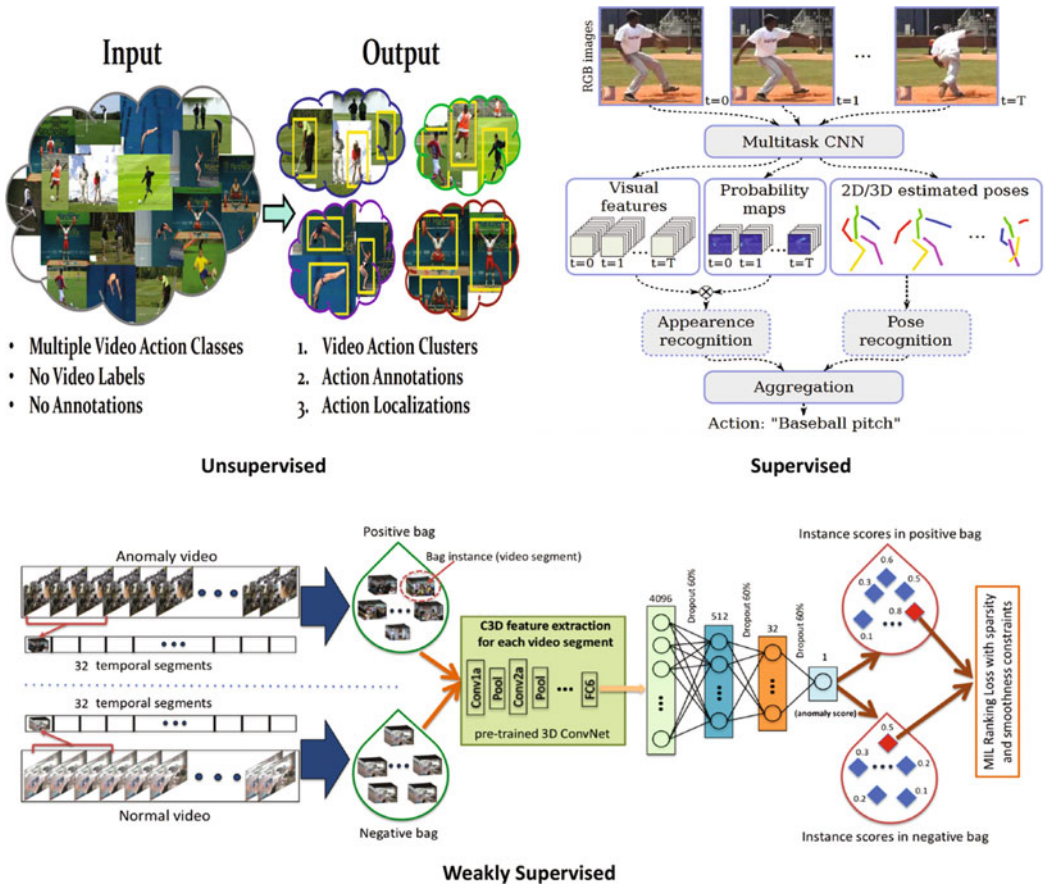 Input
Output
• Multiple Video Action Classes
• No Video Labels
• No Annotations
1. Video Action Clusters
2. Action Annotations
3. Action Localizations
Unsupervised
RGB images
t=0
t=1
...
t=T
Multitask CNN
Visual
features
t=0 t=1 ... t=T
Probability
maps
t=0 t=1 ... t=T
2D/3D estimated poses
...
Appearence
recognition
Pose
recognition
Aggregation
Action: "Baseball pitch"
Supervised
Anomaly video
32 temporal segments
32 temporal segments
Normal video
Positive bag
Bag instance (video segment)
Negative bag
C3D feature extraction
for each video segment
Conv1a
Pool
Conv2a
Pool
...
FC6
pre-trained 3D ConvNet
4096
Dropout 60%
512
Dropout 60%
32
Dropout 60%
1
(anomaly score)
Instance scores in positive bag
0.6
0.3
0.5
0.8
0.1
0.5
0.3
0.2
0.2
0.1
Instance scores in negative bag
MIL Ranking Loss with sparsity
and smoothness constraints
Weakly Supervised